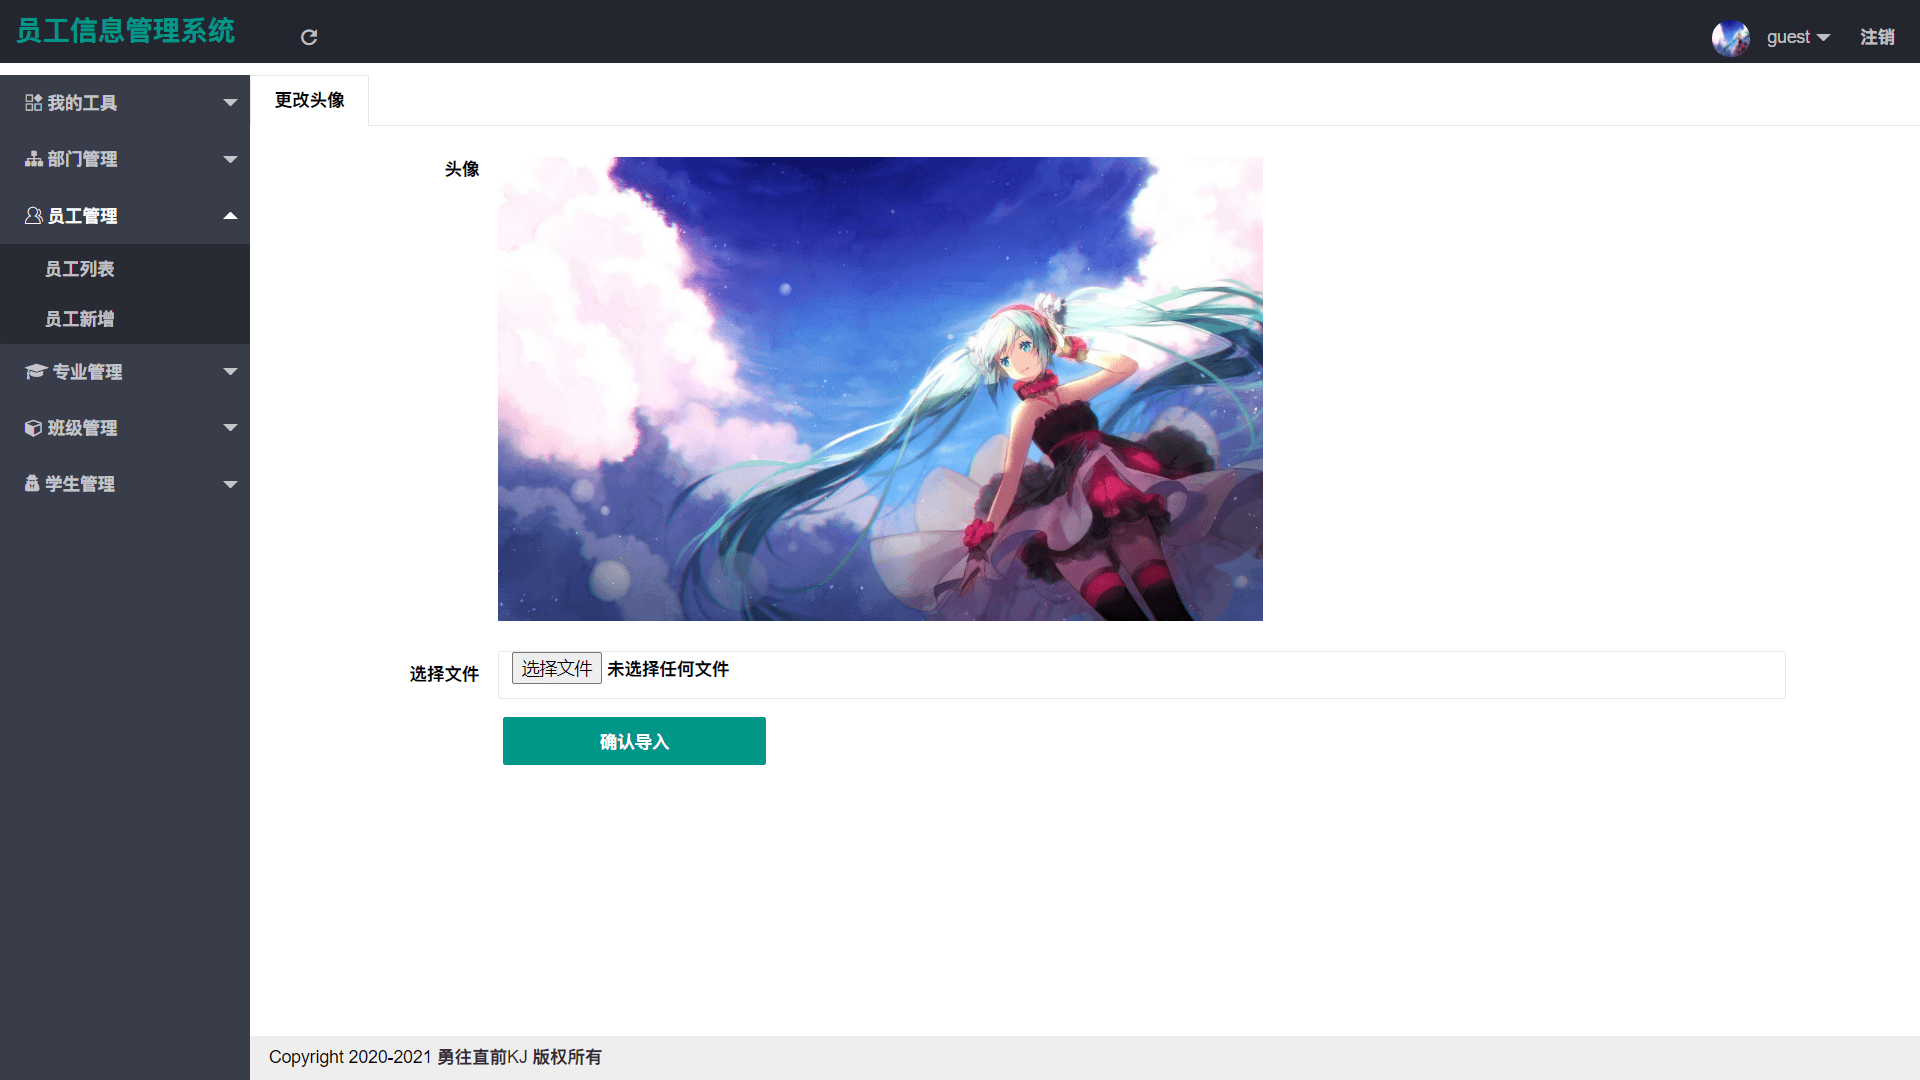 员工信息管理系统
guest
注销
我的工具
部门管理
员工管理
员工列表
员工新增
专业管理
班级管理
学生管理
更改头像
头像
选择文件
选择文件 未选择任何文件
确认导入
Copyright 2020-2021 勇往直前KJ 版权所有